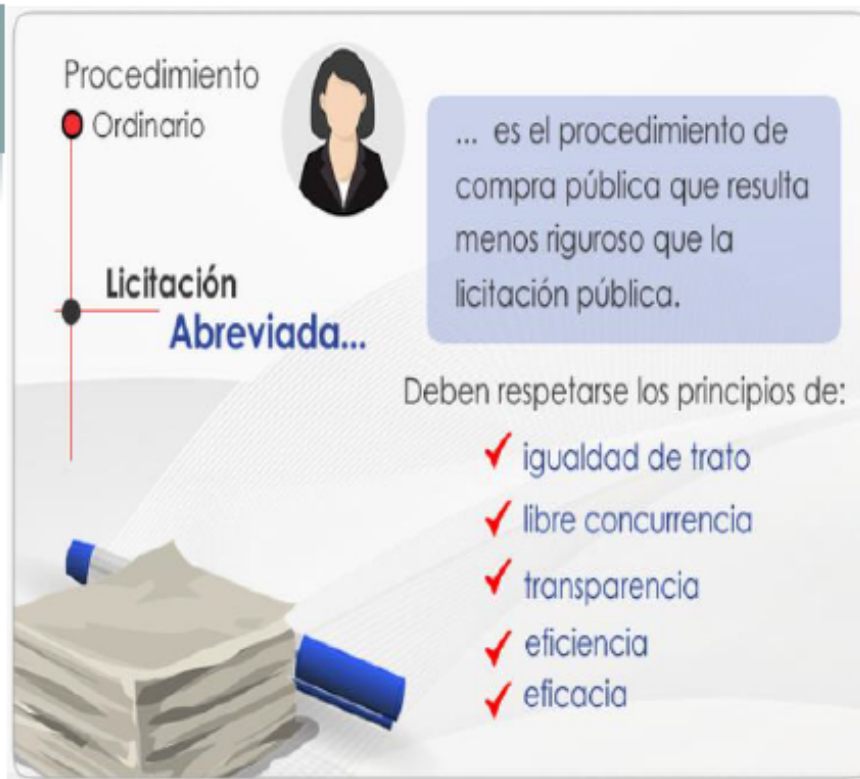 Procedimiento
Ordinario
Licitación
Abreviada...
... es el procedimiento de
compra pública que resulta
menos riguroso que la
licitación pública.
Deben respetarse los principios de:
igualdad de trato
libre concurrencia
transparencia
eficiencia
eficacia